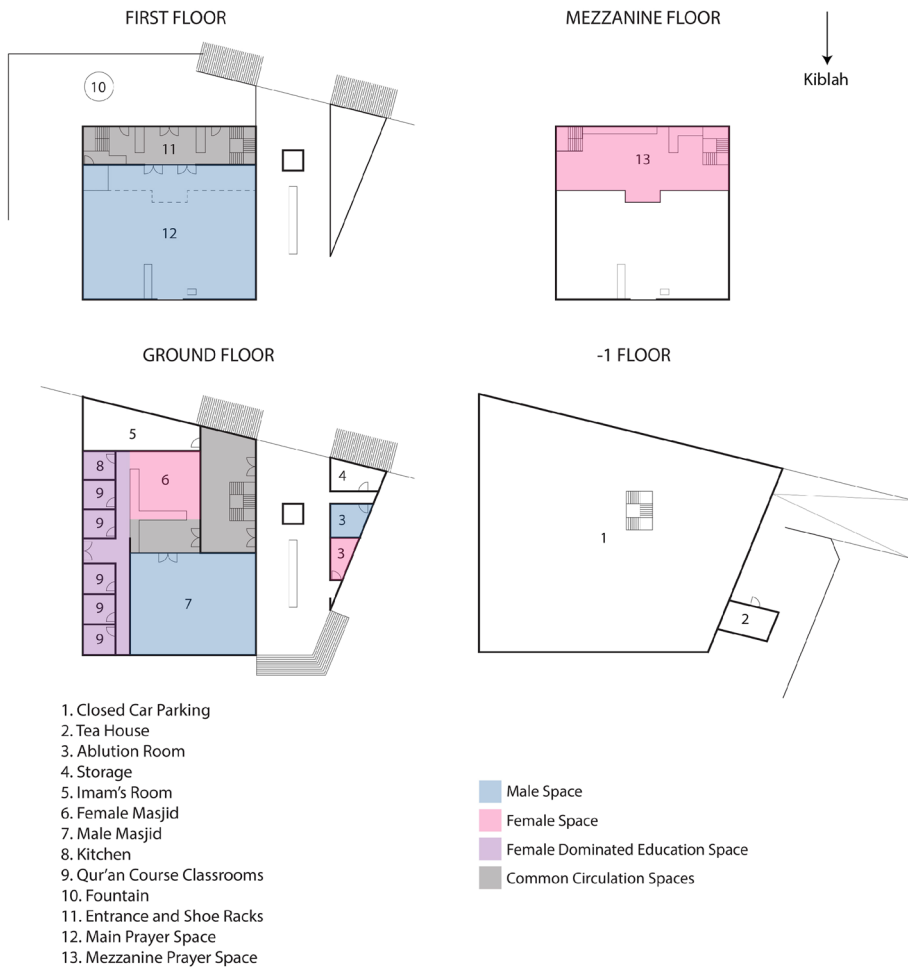 FIRST FLOOR
MEZZANINE FLOOR
Kiblah
10
11
12
13
GROUND FLOOR
-1 FLOOR
5
8
6
9
9
4
3
3
9
7
9
9
1
2
1. Closed Car Parking
2. Tea House
3. Ablution Room
4. Storage
5. Imam's Room
6. Female Masjid
7. Male Masjid
8. Kitchen
9. Qur'an Course Classrooms
10. Fountain
11. Entrance and Shoe Racks
12. Main Prayer Space
13. Mezzanine Prayer Space
Male Space
Female Space
Female Dominated Education Space
Common Circulation Spaces